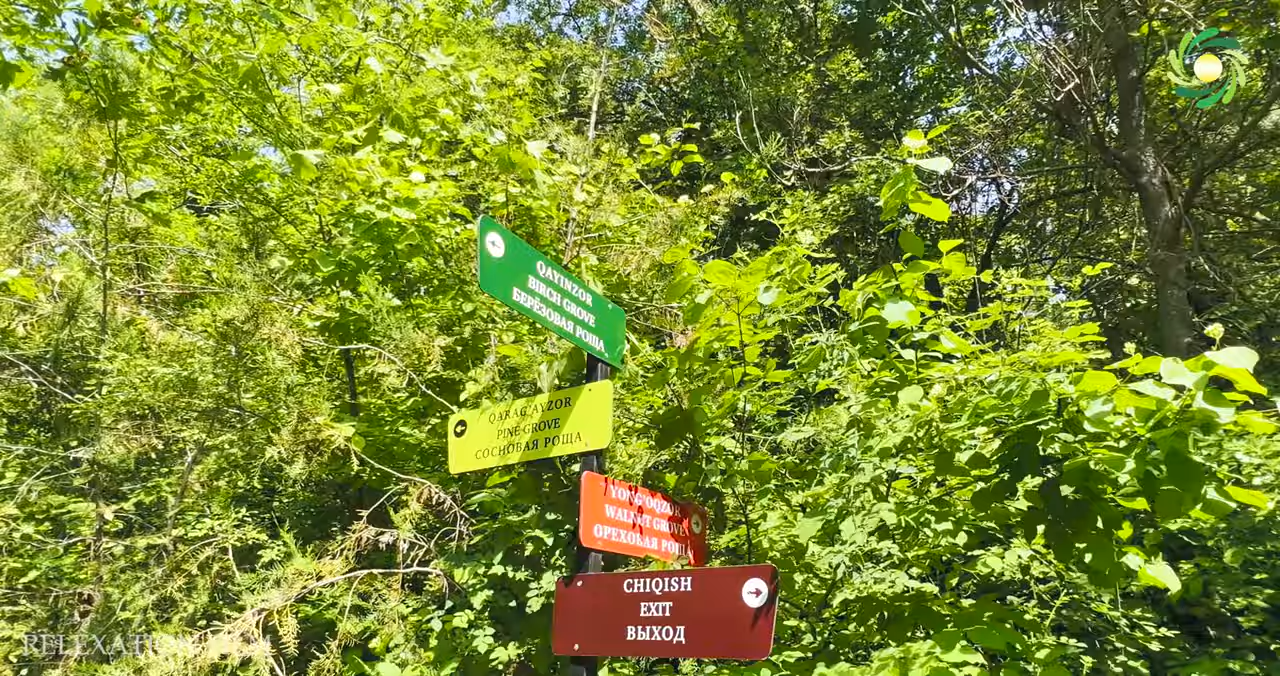 QAYINZOR
BIRCH GROVE
БЕРЁЗОВАЯ РОЩА
QARAG'AYZOR
PINE GROVE
СОСНОВАЯ РОЩА
YONG'OQZOR
WALNUT GROVE
ОРЕХОВАЯ РОЩА
CHIQISH
EXIT
ВЫХОД
RELEXATION